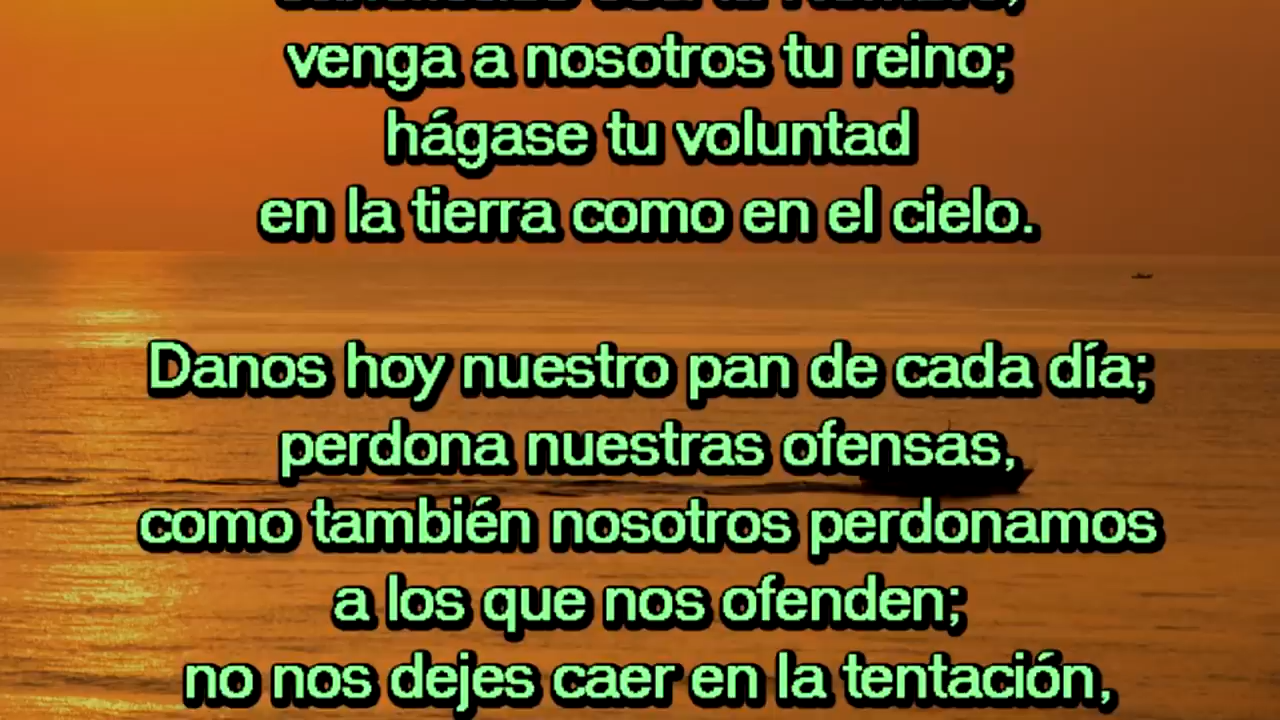 venga a nosotros tu reino;
hágase tu voluntad
en la tierra como en el cielo.
Danos hoy nuestro pan de cada día;
perdona nuestras ofensas,
como también nosotros perdonamos
a los que nos ofenden;
no nos dejes caer en la tentación,